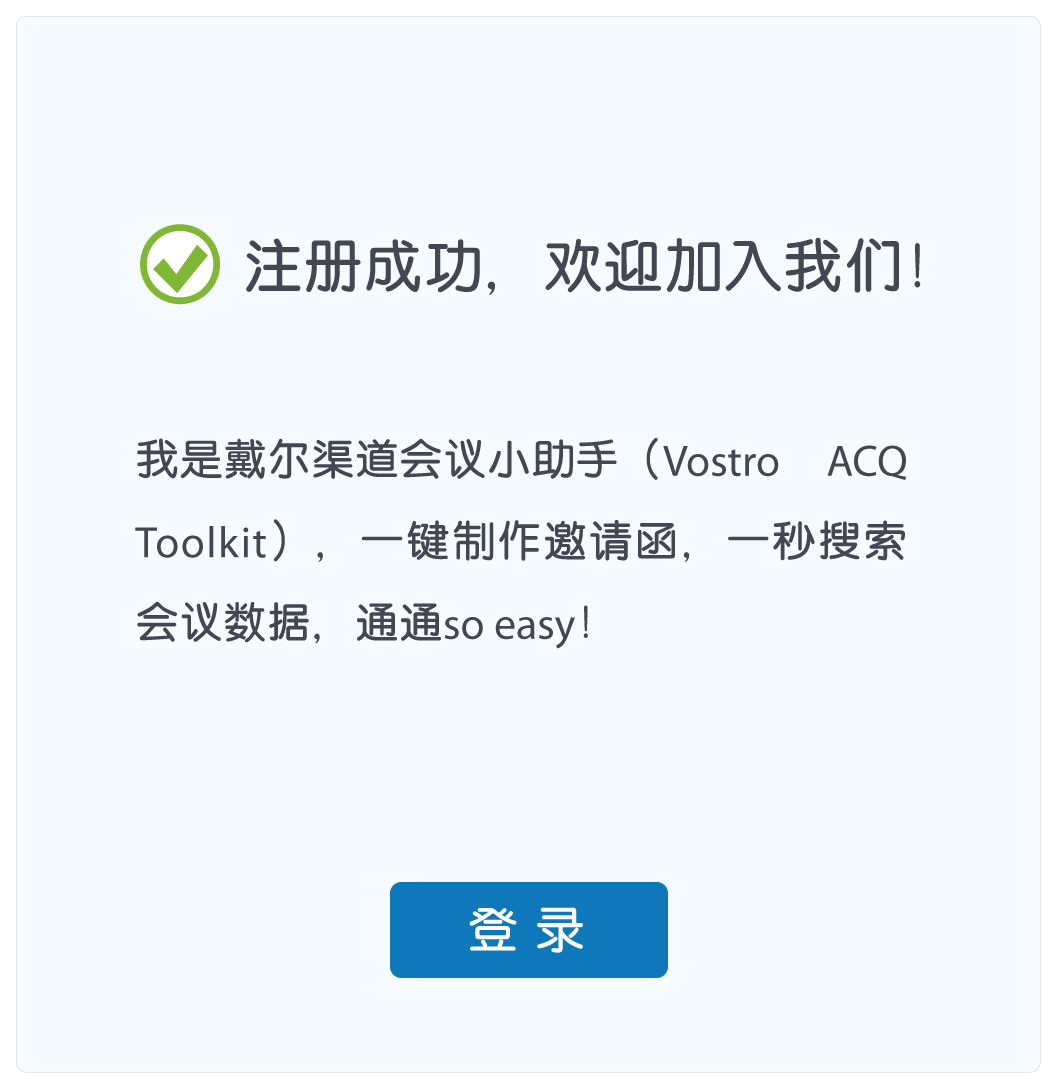 注册成功，欢迎加入我们！
我是戴尔渠道会议小助手（Vostro ACQ
Toolkit），一键制作邀请函，一秒搜索
会议数据，通通so easy！
登 录